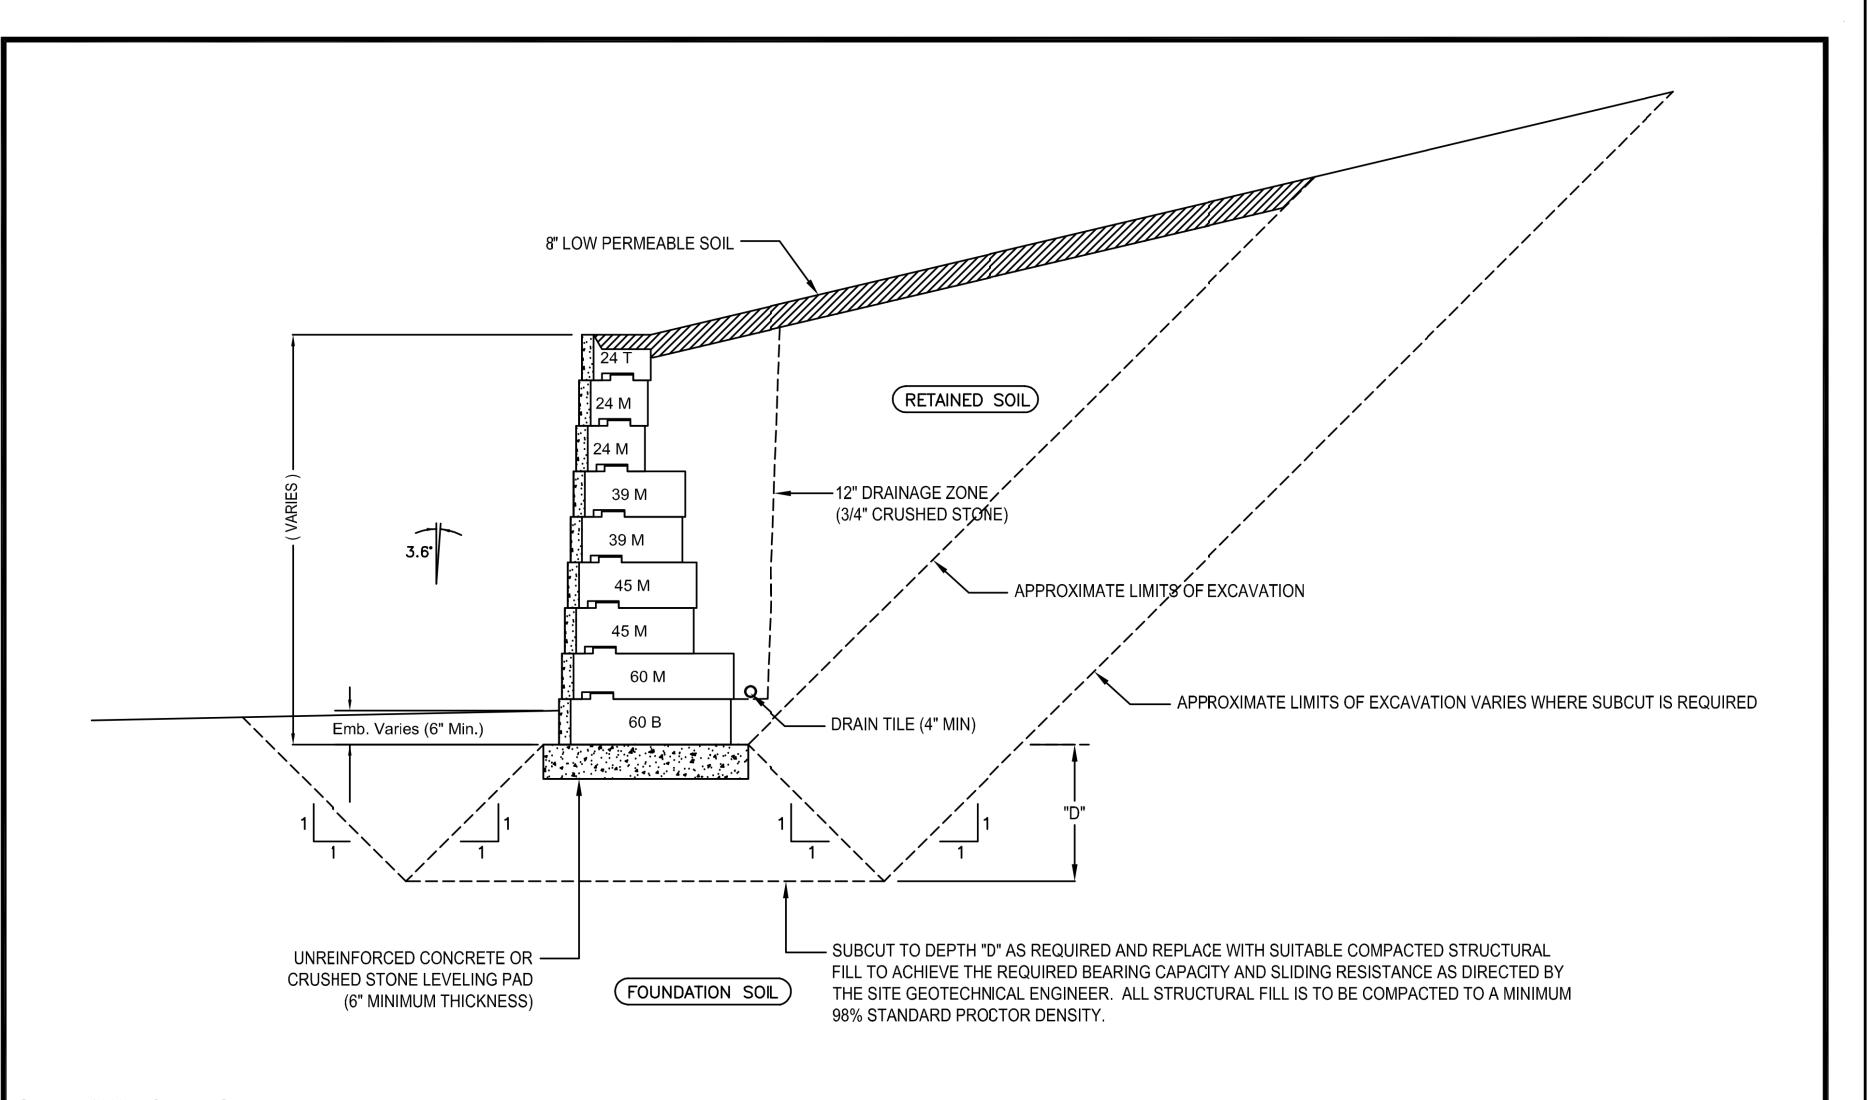 8" LOW PERMEABLE SOIL
24 T
24 M
24 M
RETAINED SOIL
( VARIES )
39 M
12" DRAINAGE ZONE
(3/4" CRUSHED STONE)
3.6°
39 M
45 M
APPROXIMATE LIMITS OF EXCAVATION
45 M
60 M
APPROXIMATE LIMITS OF EXCAVATION VARIES WHERE SUBCUT IS REQUIRED
Emb. Varies (6" Min.)
60 B
DRAIN TILE (4" MIN)
1
1
1
1
1
1
1
1
"D"
UNREINFORCED CONCRETE OR
CRUSHED STONE LEVELING PAD
(6" MINIMUM THICKNESS)
FOUNDATION SOIL
SUBCUT TO DEPTH "D" AS REQUIRED AND REPLACE WITH SUITABLE COMPACTED STRUCTURAL
FILL TO ACHIEVE THE REQUIRED BEARING CAPACITY AND SLIDING RESISTANCE AS DIRECTED BY
THE SITE GEOTECHNICAL ENGINEER. ALL STRUCTURAL FILL IS TO BE COMPACTED TO A MINIMUM
98% STANDARD PROCTOR DENSITY.